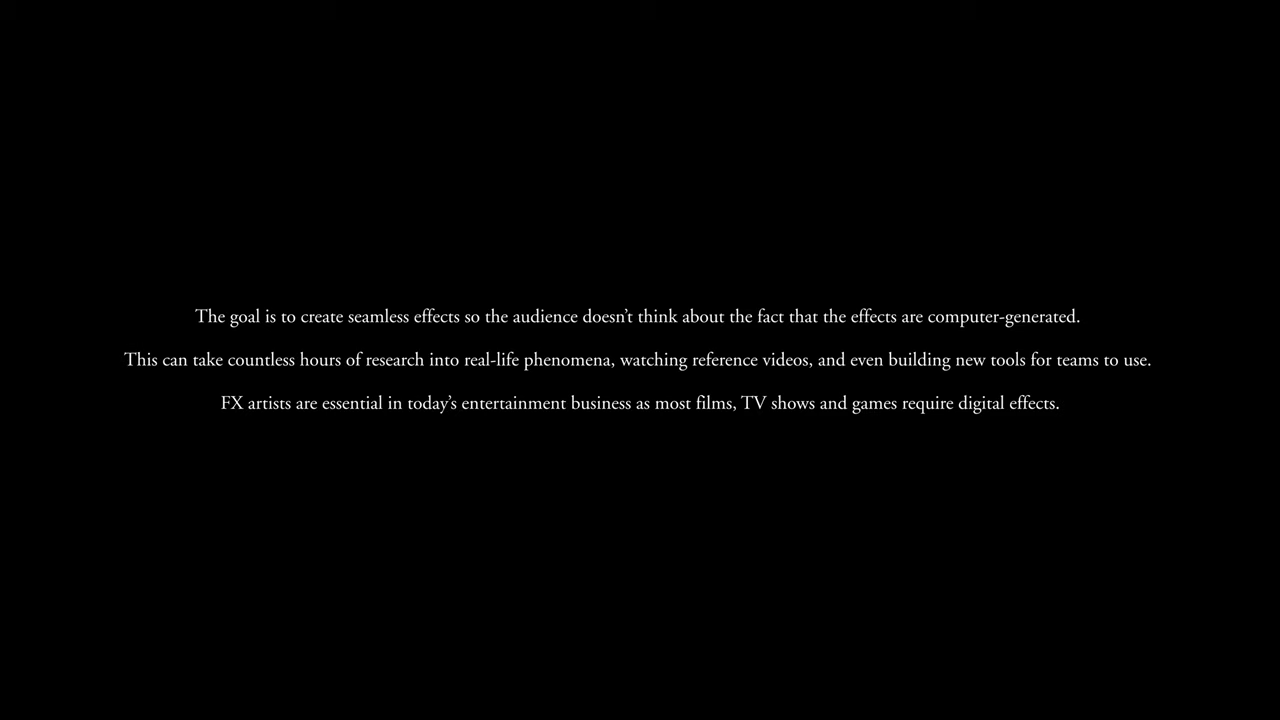 The goal is to create seamless effects so the audience doesn’t think about the fact that the effects are computer-generated.
This can take countless hours of research into real-life phenomena, watching reference videos, and even building new tools for teams to use.
FX artists are essential in today’s entertainment business as most films, TV shows and games require digital effects.